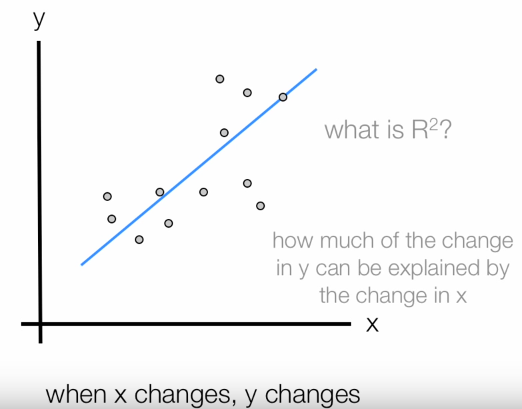 y
what is R²?
how much of the change
in y can be explained by
the change in x
x
when x changes, y changes